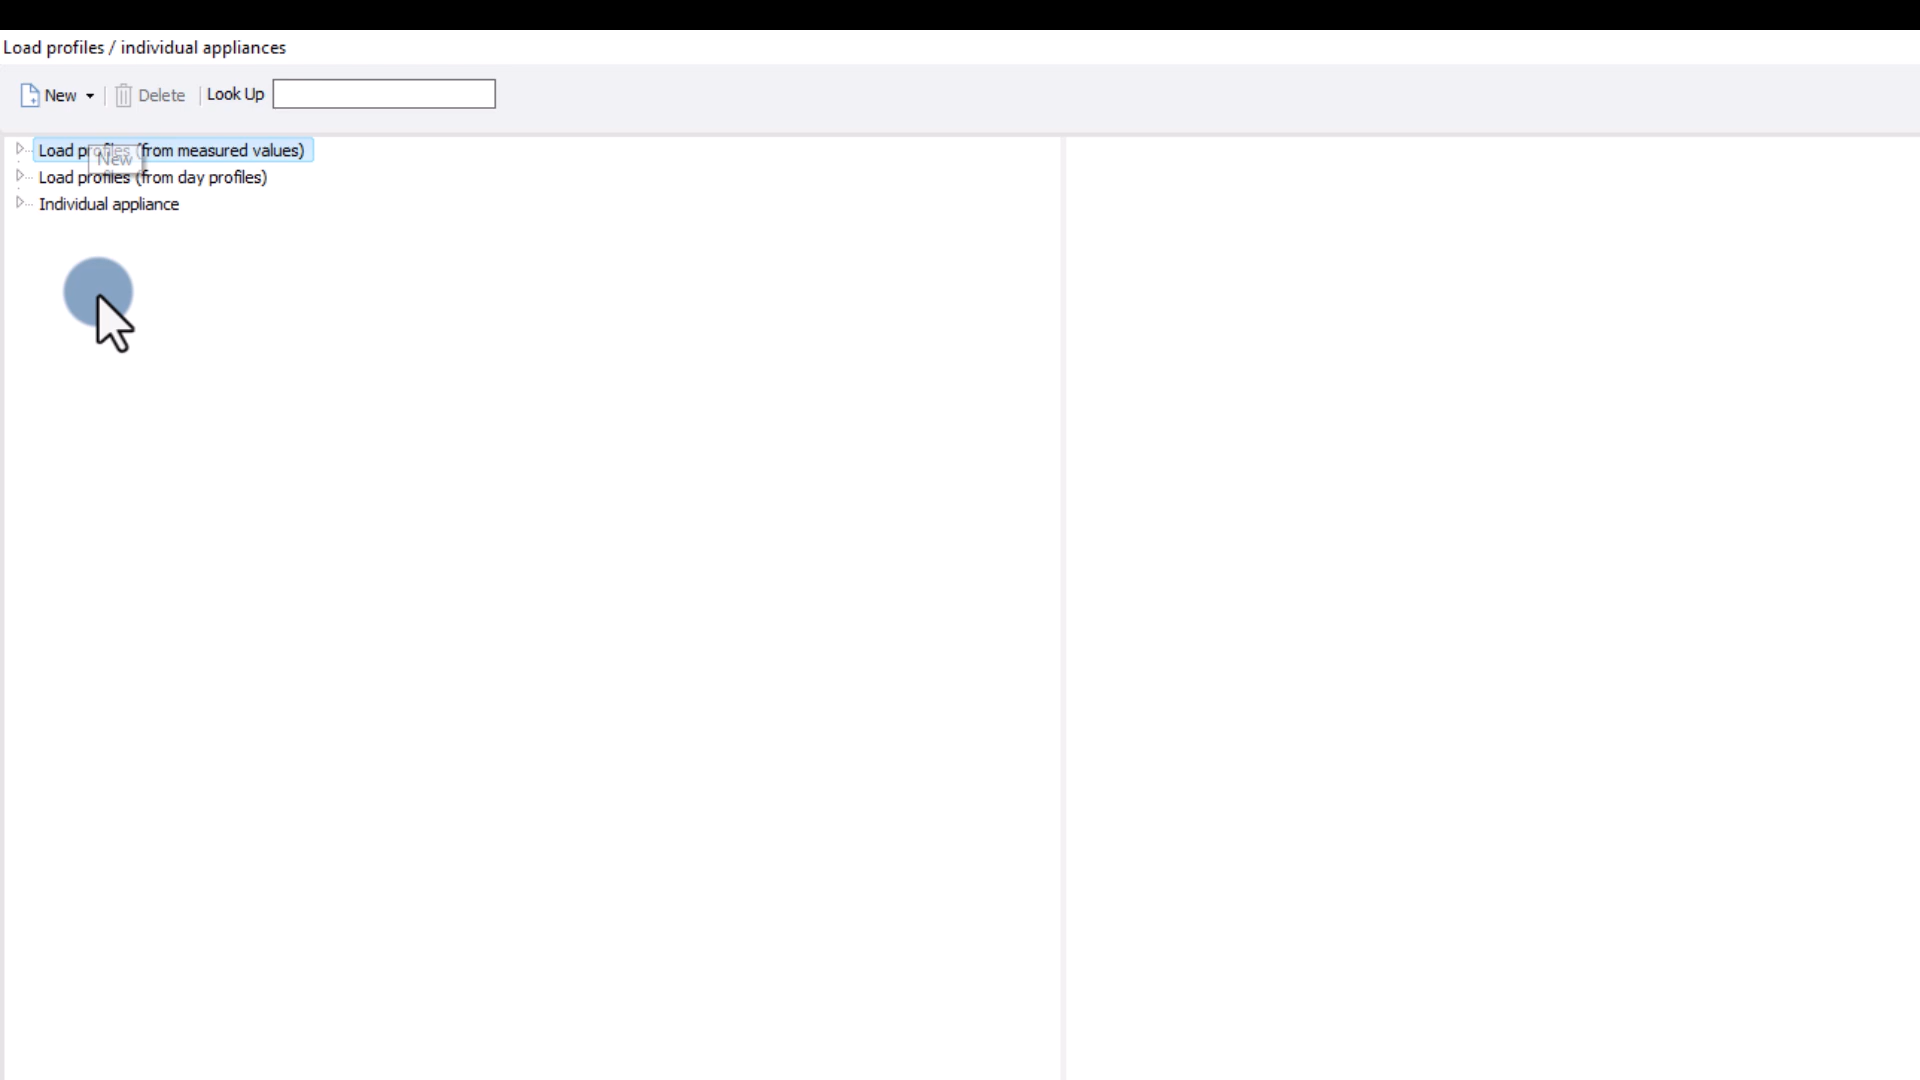 Load profiles / individual appliances
New Delete Look Up
Load profiles (from measured values)
New
Load profiles (from day profiles)
Individual appliance